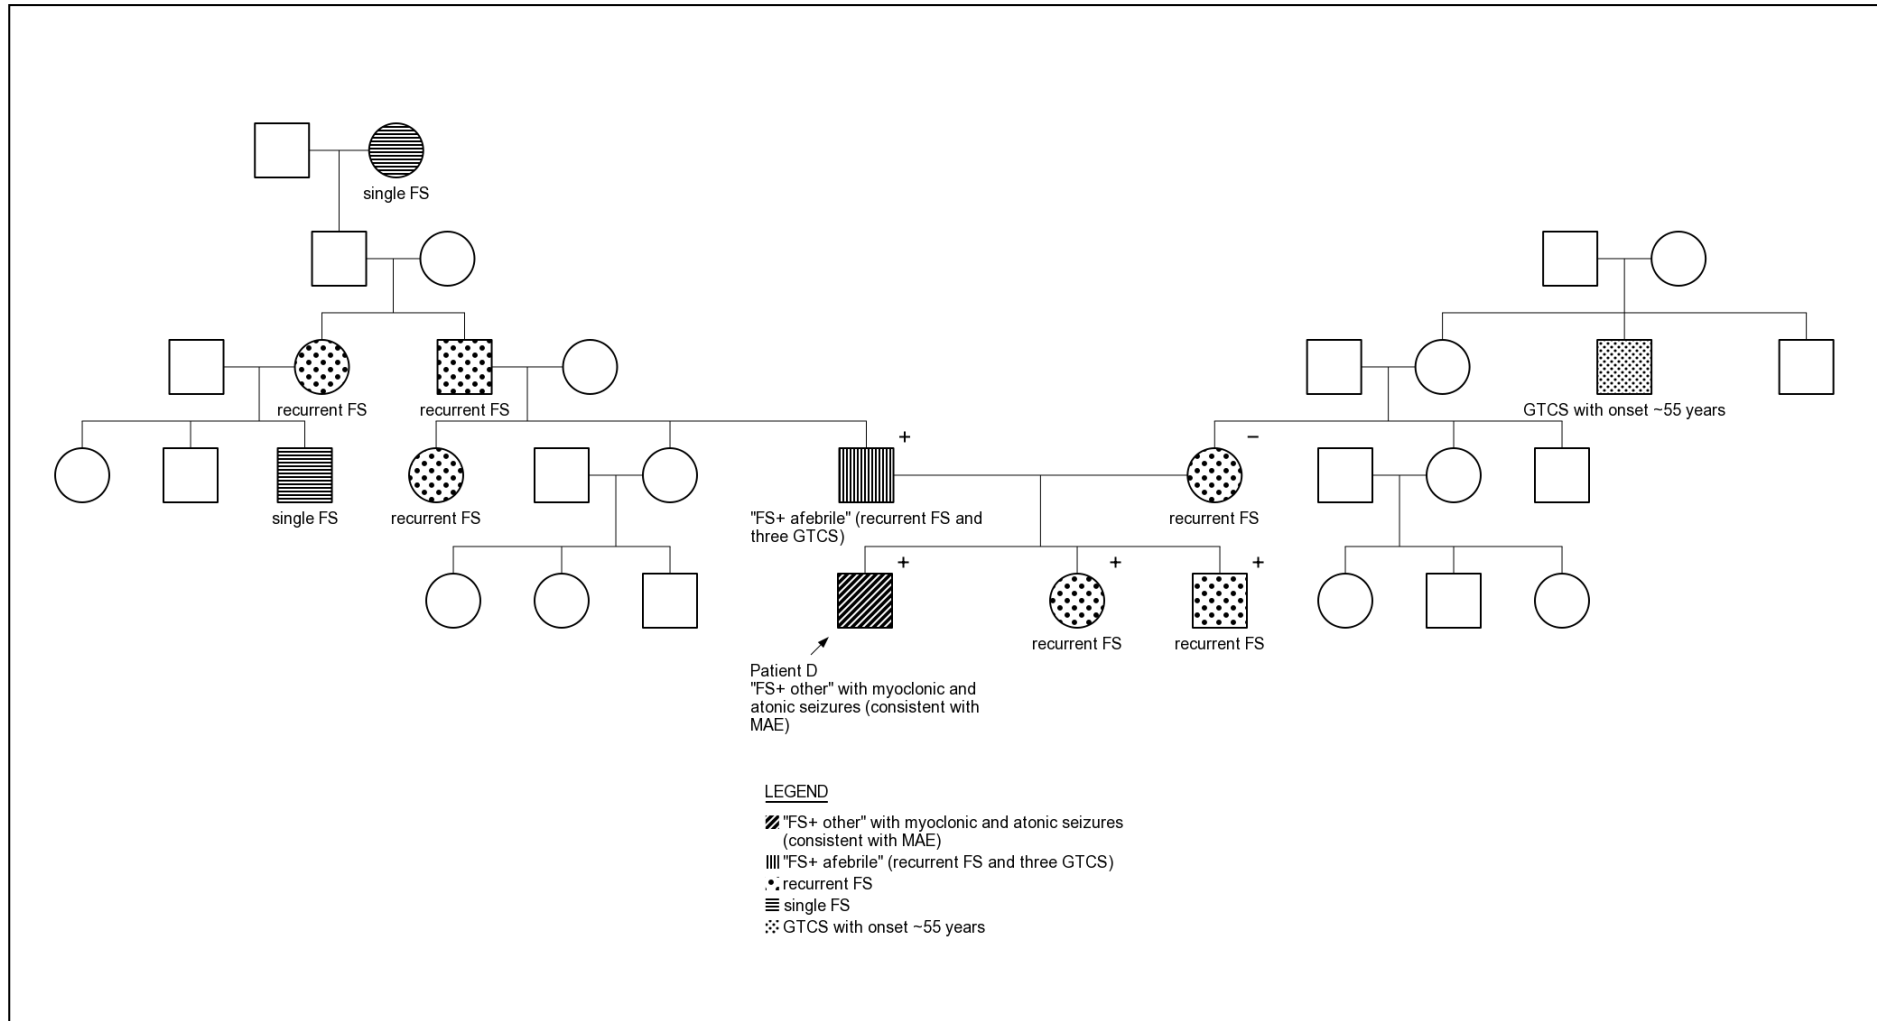 single FS
recurrent FS
recurrent FS
GTCS with onset ~55 years
+
−
single FS
recurrent FS
"FS+ afebrile" (recurrent FS and
three GTCS)
recurrent FS
+
+
+
recurrent FS
recurrent FS
Patient D
"FS+ other" with myoclonic and
atonic seizures (consistent with
MAE)
LEGEND
"FS+ other" with myoclonic and atonic seizures
(consistent with MAE)
"FS+ afebrile" (recurrent FS and three GTCS)
recurrent FS
single FS
GTCS with onset ~55 years